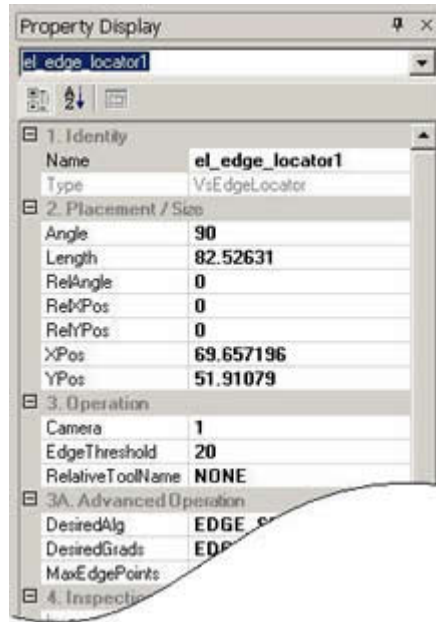 Property Display
el_edge_locator1
1. Identity
Name el_edge_locator1
Type VsEdgeLocator
2. Placement / Size
Angle 90
Length 82.52631
RelAngle 0
RelXPos 0
RelYPos 0
XPos 69.657196
YPos 51.91079
3. Operation
Camera 1
EdgeThreshold 20
RelativeToolName NONE
3A. Advanced Operation
DesiredAlg EDGE
DesiredGrads
MaxEdgePoints
4.